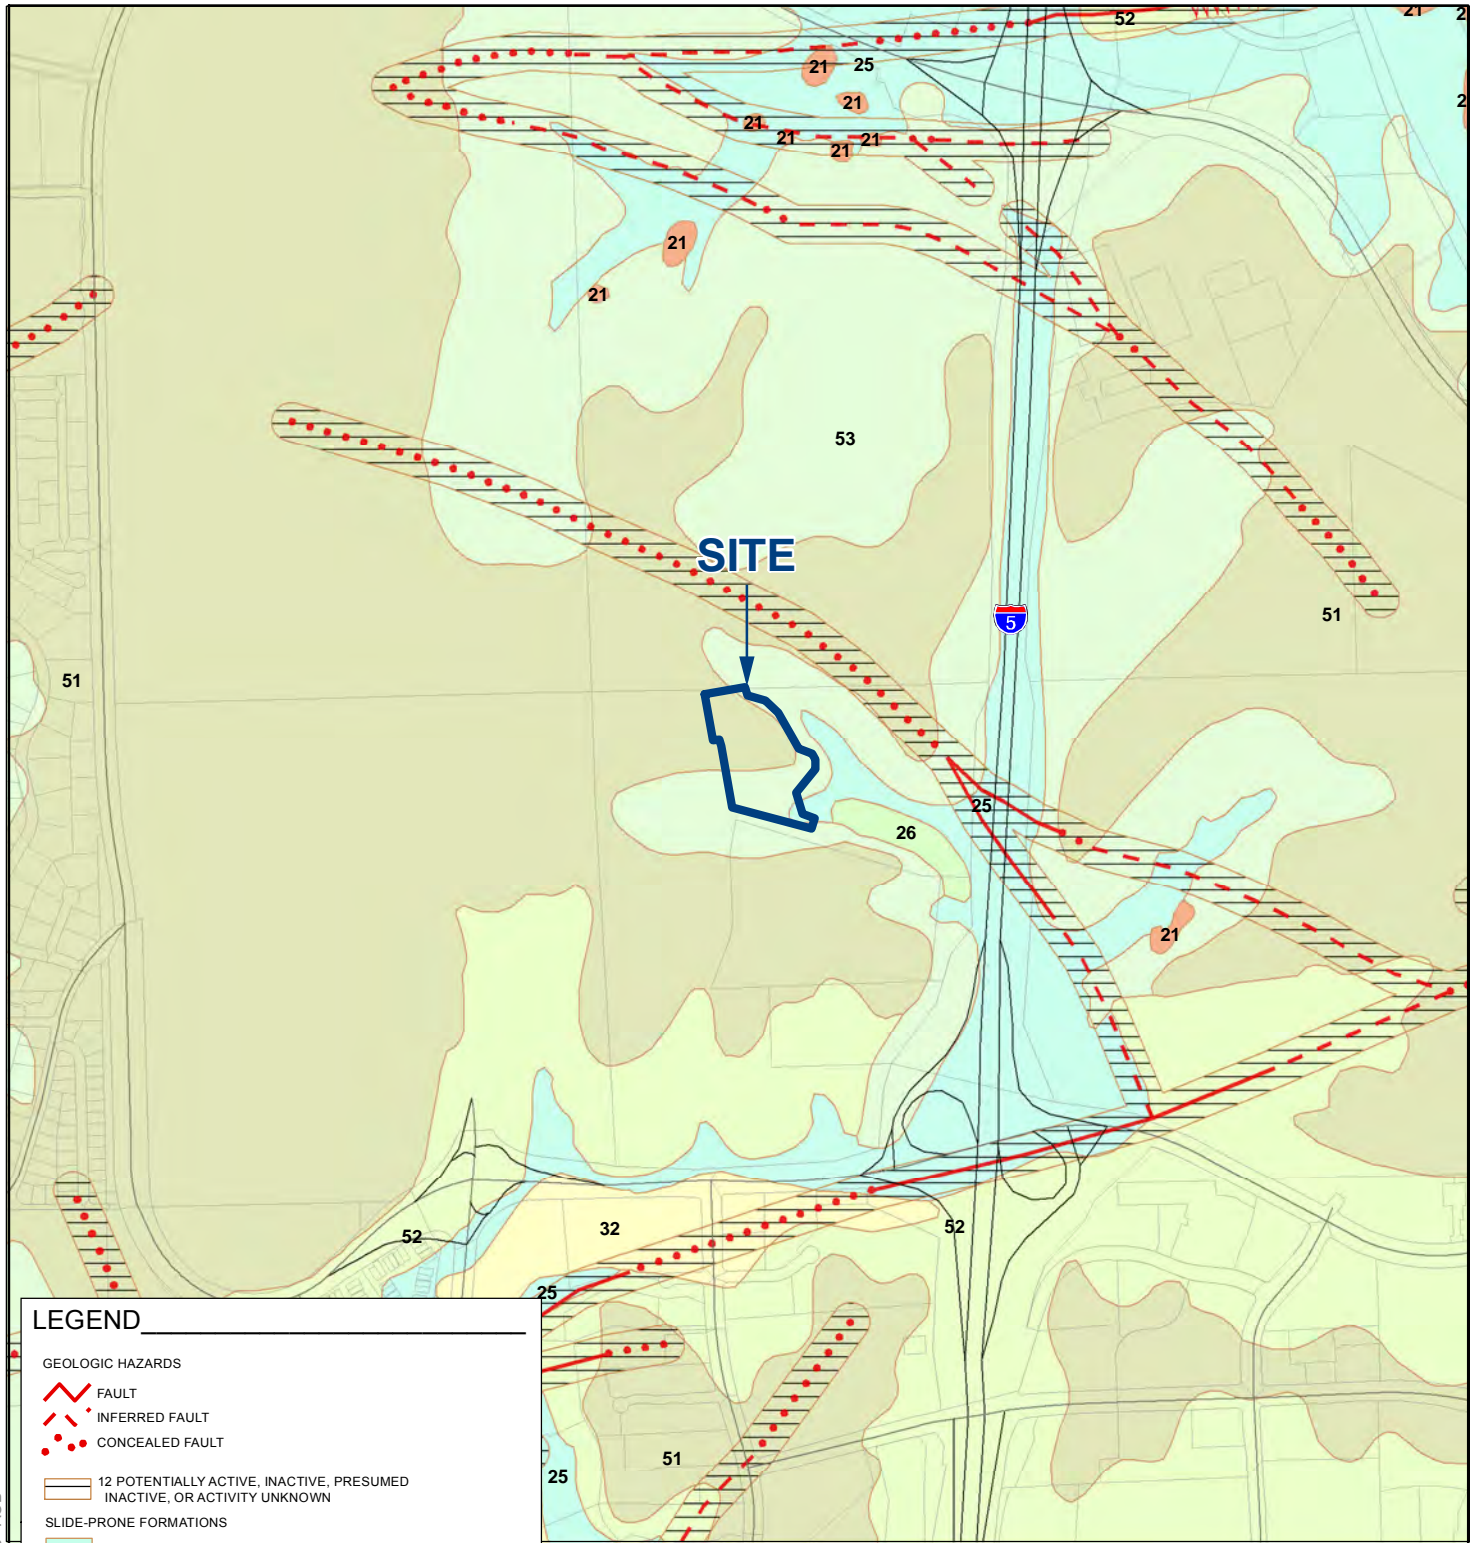 52
21
25
21
21
21
21
21
21
21
21
53
SITE
5
51
51
25
26
21
52
32
52
25
51
25
LEGEND
GEOLOGIC HAZARDS
FAULT
INFERRED FAULT
CONCEALED FAULT
12 POTENTIALLY ACTIVE, INACTIVE, PRESUMED
INACTIVE, OR ACTIVITY UNKNOWN
SLIDE-PRONE FORMATIONS